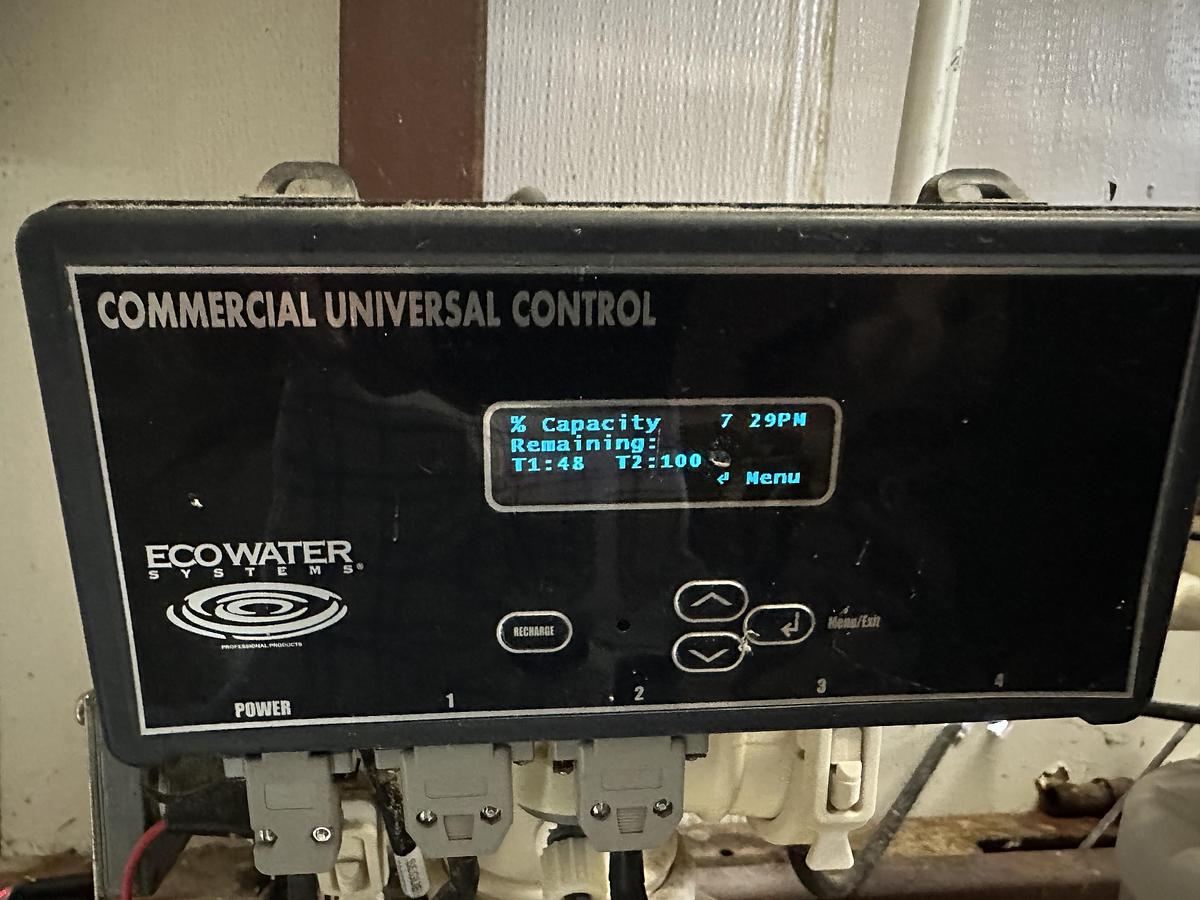 COMMERCIAL UNIVERSAL CONTROL
% Capacity 7 29PM
Remaining:
T1:48 T2:100
↵ Menu
ECOWATER
SYSTEMS®
PROFESSIONAL PRODUCTS
RECHARGE
Menu/Exit
POWER 1 2 3 4